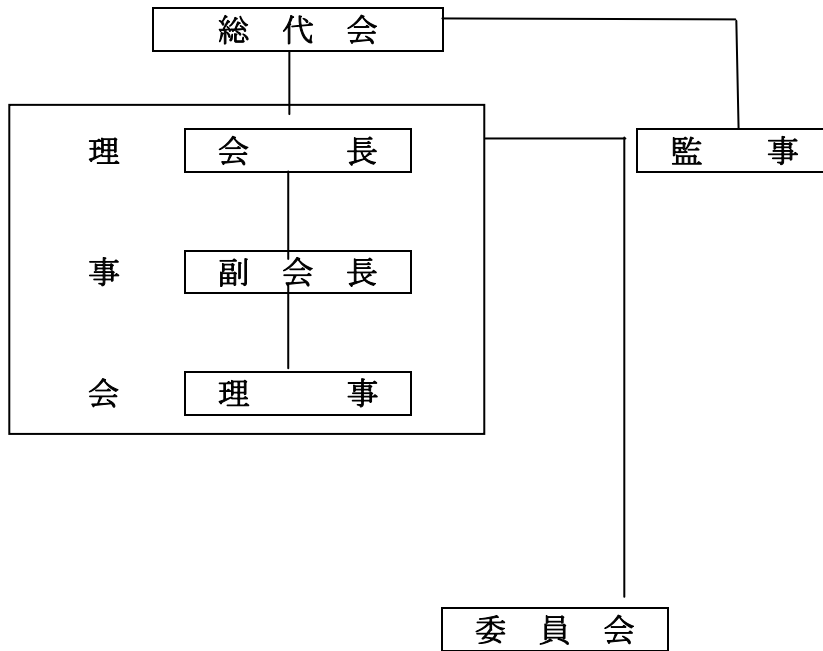 総代会
理 会長
監事
事 副会長
会 理事
委員会